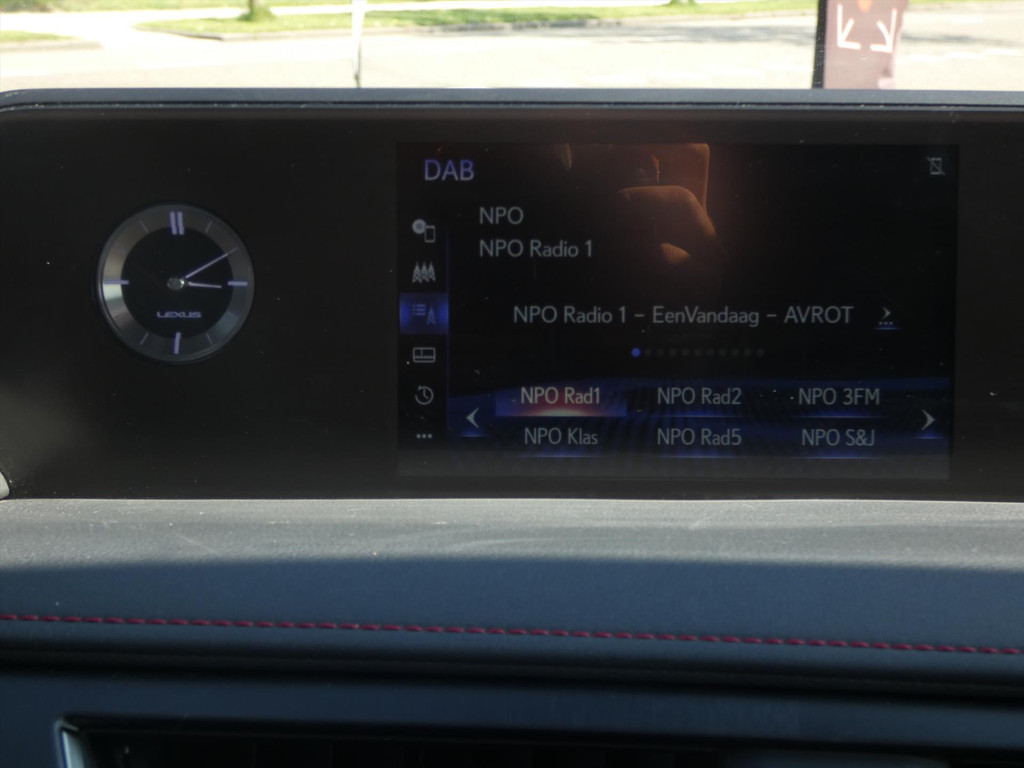 DAB
NPO
NPO Radio 1
NPO Radio 1 – EenVandaag – AVROT
NPO Rad1 NPO Rad2 NPO 3FM
NPO Klas NPO Rad5 NPO S&J
LEXUS